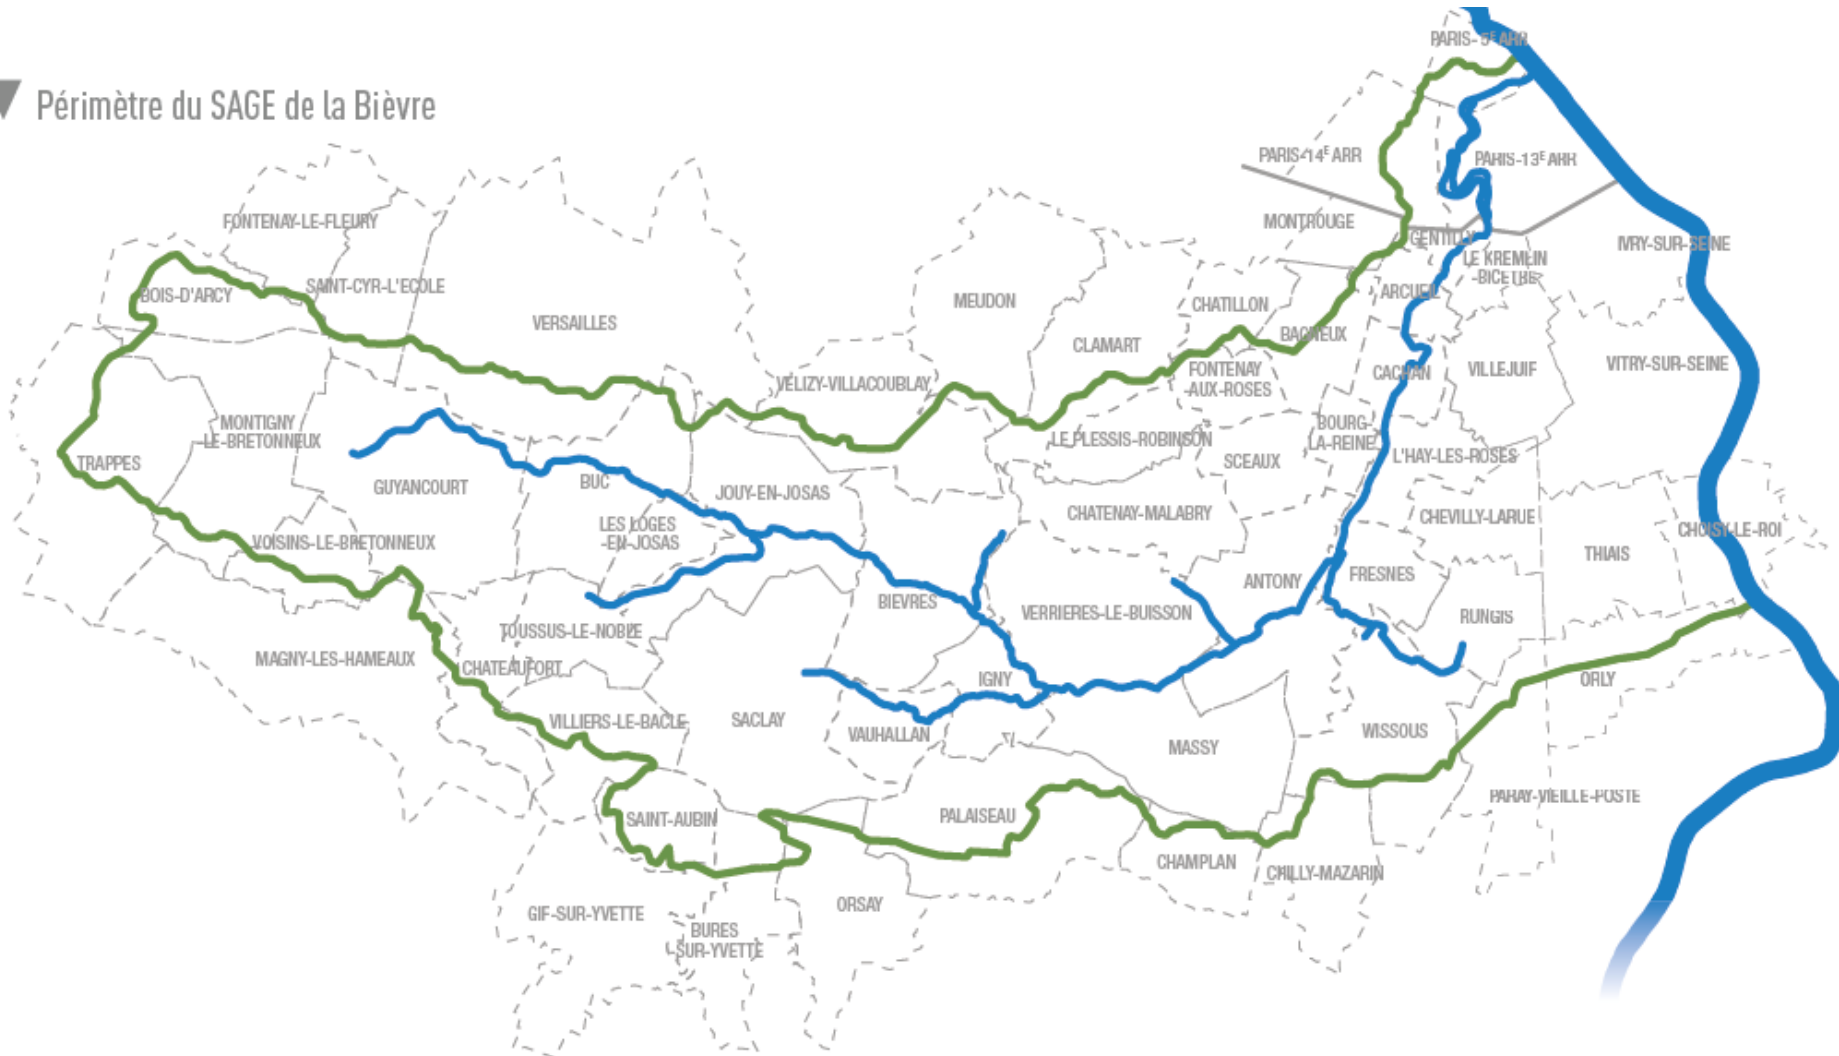 PARIS- 5E ARR
Périmètre du SAGE de la Bièvre
PARIS-14E ARR
PARIS-13E ARR
FONTENAY-LE-FLEURY
MONTROUGE
GENTILLY
IVRY-SUR-SEINE
LE KREMLIN
-BICETRE
SAINT-CYR-L'ECOLE
BOIS-D'ARCY
ARCUEIL
MEUDON
CHATILLON
VERSAILLES
BAGNEUX
CLAMART
VELIZY-VILLACOUBLAY
FONTENAY
-AUX-ROSES
CACHAN
VILLEJUIF
VITRY-SUR-SEINE
MONTIGNY
-LE-BRETONNEUX
LE PLESSIS-ROBINSON
BOURG-
LA-REINE
TRAPPES
SCEAUX
L'HAY-LES-ROSES
GUYANCOURT
BUC
JOUY-EN-JOSAS
CHATENAY-MALABRY
CHEVILLY-LARUE
CHOISY-LE-ROI
LES LOGES
-EN-JOSAS
VOISINS-LE-BRETONNEUX
THIAIS
ANTONY
FRESNES
BIEVRES
VERRIERES-LE-BUISSON
RUNGIS
TOUSSUS-LE-NOBLE
MAGNY-LES-HAMEAUX
CHATEAUFORT
IGNY
ORLY
VILLIERS-LE-BACLE
SACLAY
VAUHALLAN
MASSY
WISSOUS
PARAY-VIEILLE-POSTE
SAINT-AUBIN
PALAISEAU
CHAMPLAN
CHILLY-MAZARIN
GIF-SUR-YVETTE
ORSAY
BURES
-SUR-YVETTE